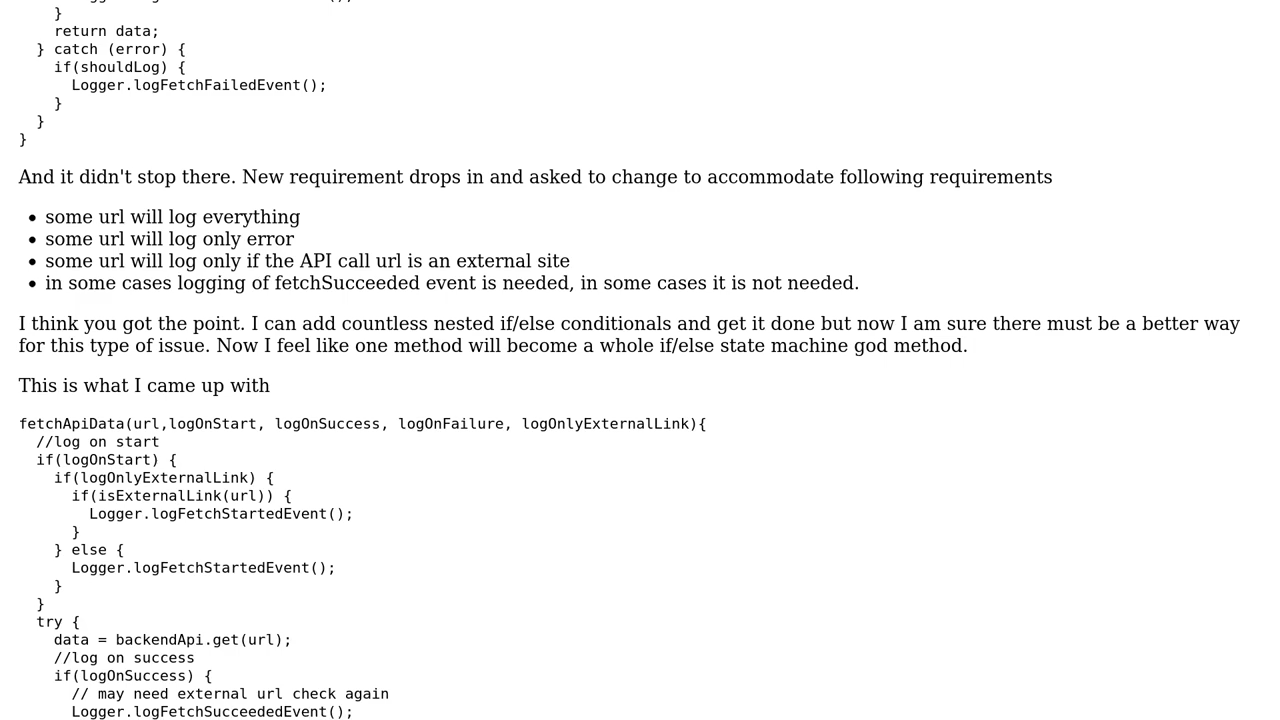 }
    return data;
  } catch (error) {
    if(shouldLog) {
      Logger.logFetchFailedEvent();
    }
  }
}
And it didn't stop there. New requirement drops in and asked to change to accommodate following requirements
• some url will log everything
• some url will log only error
• some url will log only if the API call url is an external site
• in some cases logging of fetchSucceeded event is needed, in some cases it is not needed.
I think you got the point. I can add countless nested if/else conditionals and get it done but now I am sure there must be a better way
for this type of issue. Now I feel like one method will become a whole if/else state machine god method.
This is what I came up with
fetchApiData(url,logOnStart, logOnSuccess, logOnFailure, logOnlyExternalLink){
  //log on start
  if(logOnStart) {
    if(logOnlyExternalLink) {
      if(isExternalLink(url)) {
        Logger.logFetchStartedEvent();
      }
    } else {
      Logger.logFetchStartedEvent();
    }
  }
  try {
    data = backendApi.get(url);
    //log on success
    if(logOnSuccess) {
      // may need external url check again
      Logger.logFetchSucceededEvent();